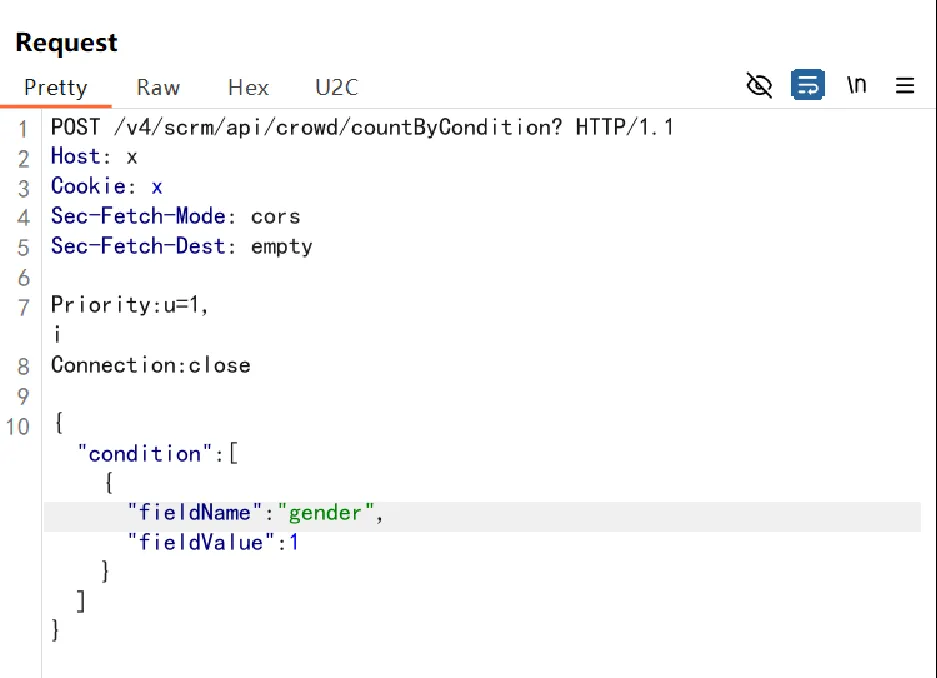 Request
Pretty Raw Hex U2C \n
1 POST /v4/scrm/api/crowd/countByCondition? HTTP/1.1
2 Host: x
3 Cookie: x
4 Sec-Fetch-Mode: cors
5 Sec-Fetch-Dest: empty
6
7 Priority:u=1,
i
8 Connection:close
9
10 {
"condition":[
{
"fieldName":"gender",
"fieldValue":1
}
]
}